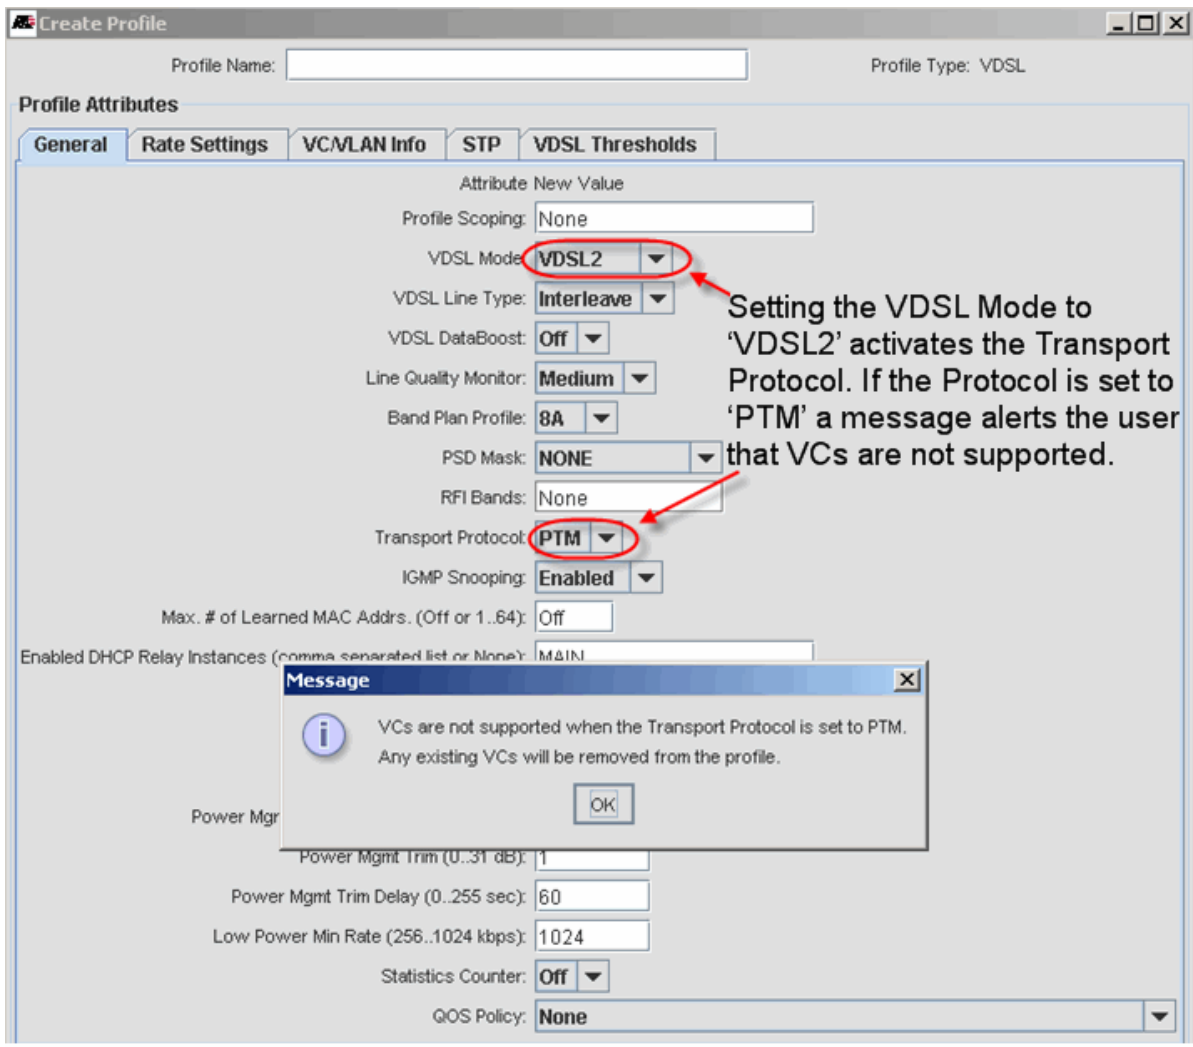 Create Profile
Profile Name:
Profile Type: VDSL
Profile Attributes
General Rate Settings VC/VLAN Info STP VDSL Thresholds
Attribute New Value
Profile Scoping: None
VDSL Mode VDSL2
VDSL Line Type: Interleave
VDSL DataBoost: Off
Line Quality Monitor: Medium
Band Plan Profile: 8A
PSD Mask: NONE
RFI Bands: None
Transport Protocol: PTM
IGMP Snooping: Enabled
Max. # of Learned MAC Addrs. (Off or 1..64): Off
Enabled DHCP Relay Instances (comma separated list or None): MAIN
Setting the VDSL Mode to
‘VDSL2’ activates the Transport
Protocol. If the Protocol is set to
‘PTM’ a message alerts the user
that VCs are not supported.
Message
VCs are not supported when the Transport Protocol is set to PTM.
Any existing VCs will be removed from the profile.
OK
Power Mgr
Power Mgmt Trim (0..31 dB): 1
Power Mgmt Trim Delay (0..255 sec): 60
Low Power Min Rate (256..1024 kbps): 1024
Statistics Counter: Off
QOS Policy: None